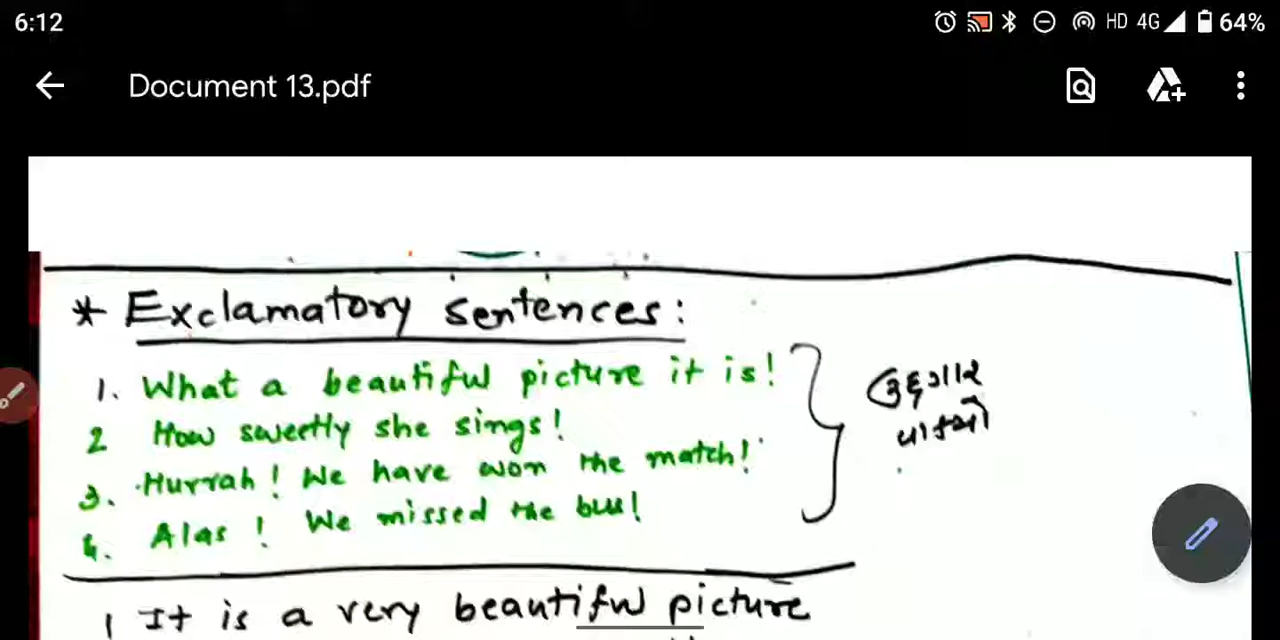 6:12 HD 4G 64%
Document 13.pdf
* Exclamatory sentences:
1. What a beautiful picture it is!
2 How sweetly she sings!
3. Hurrah! We have won the match!
4. Alas! We missed the bus!
ઉદ્દગાર
વાક્યો
1 It is a very beautiful picture